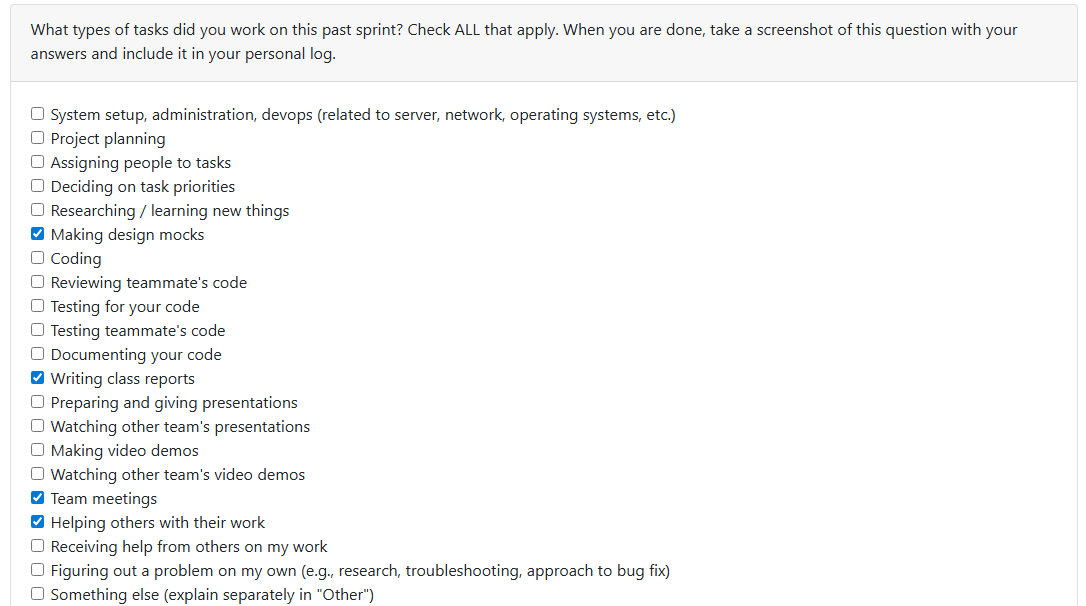 What types of tasks did you work on this past sprint? Check ALL that apply. When you are done, take a screenshot of this question with your
answers and include it in your personal log.
System setup, administration, devops (related to server, network, operating systems, etc.)
Project planning
Assigning people to tasks
Deciding on task priorities
Researching / learning new things
Making design mocks
Coding
Reviewing teammate's code
Testing for your code
Testing teammate's code
Documenting your code
Writing class reports
Preparing and giving presentations
Watching other team's presentations
Making video demos
Watching other team's video demos
Team meetings
Helping others with their work
Receiving help from others on my work
Figuring out a problem on my own (e.g., research, troubleshooting, approach to bug fix)
Something else (explain separately in "Other")